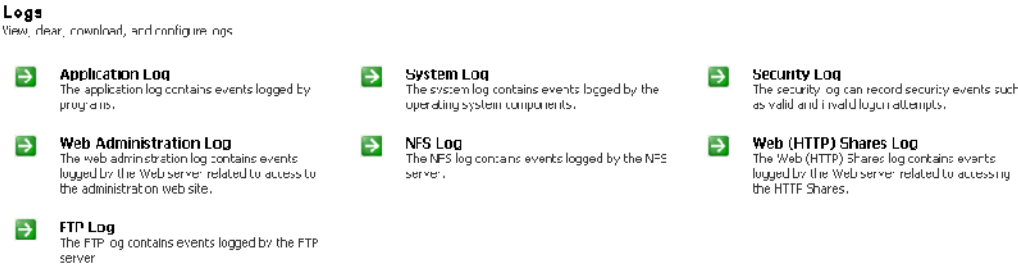 Logs
View, clear, download, and configure logs
Application Log
The application log contains events logged by
programs.
System Log
The system log contains events logged by the
operating system components.
Security Log
The security log can record security events such
as valid and invalid logon attempts.
Web Administration Log
The web administration log contains events
logged by the Web server related to access to
the administration web site.
NFS Log
The NFS log contains events logged by the NFS
server.
Web (HTTP) Shares Log
The Web (HTTP) Shares log contains events
logged by the Web server related to accessing
the HTTP Shares.
FTP Log
The FTP log contains events logged by the FTP
server